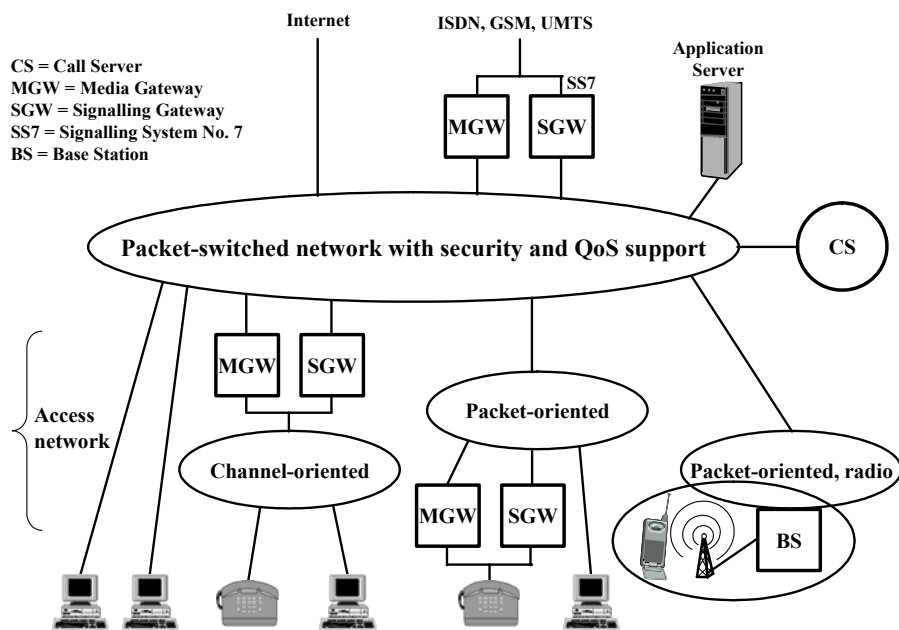 Internet
ISDN, GSM, UMTS
CS = Call Server
MGW = Media Gateway
SGW = Signalling Gateway
SS7 = Signalling System No. 7
BS = Base Station
Application
Server
SS7
MGW
SGW
Packet-switched network with security and QoS support
CS
MGW
SGW
Access
network
Packet-oriented
Channel-oriented
Packet-oriented, radio
MGW
SGW
BS